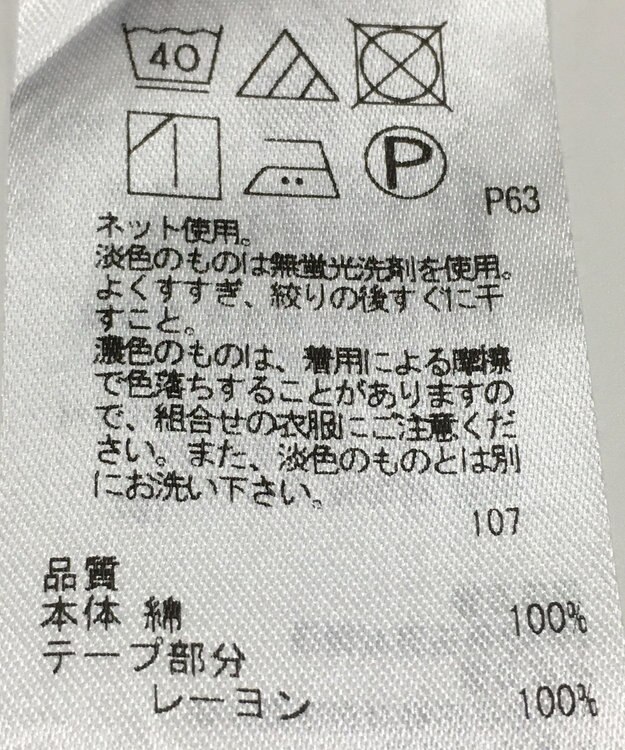 40
P
P63
ネット使用。
淡色のものは無蛍光洗剤を使用。
よくすすぎ、絞りの後すぐに干
すこと。
濃色のものは、着用による摩擦
で色落ちすることがありますの
で、組合せの衣服にご注意くだ
さい。また、淡色のものとは別
にお洗い下さい。
107
品質
本体 綿 100%
テープ部分
レーヨン 100%